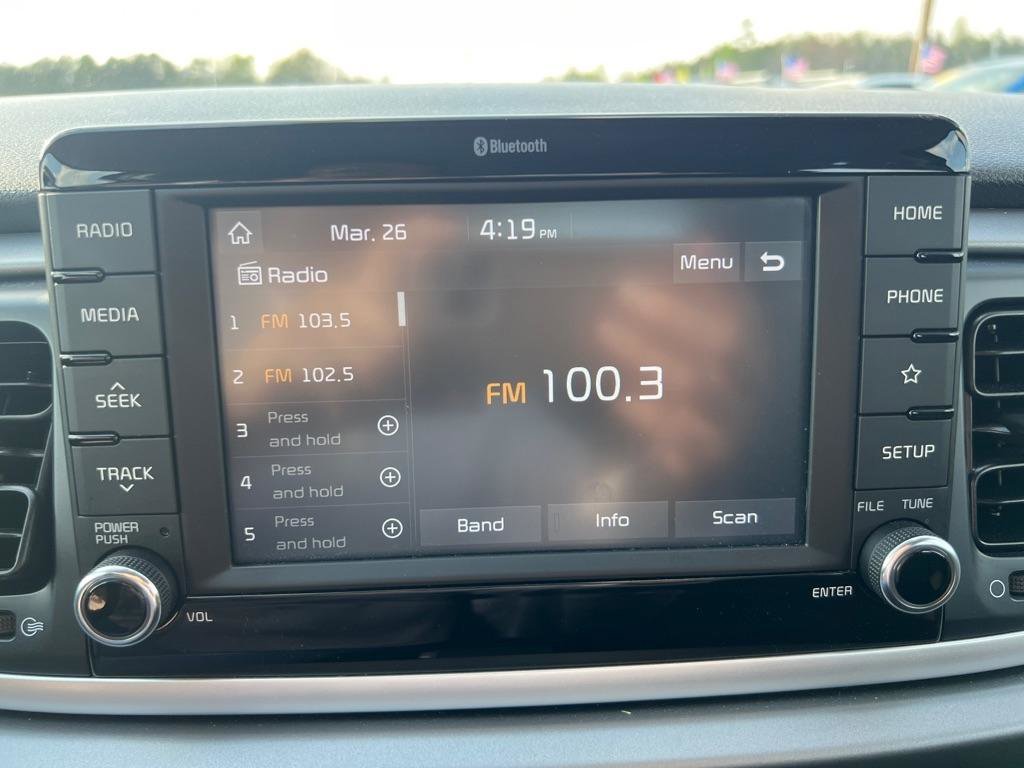 Bluetooth
RADIO
MEDIA
SEEK
TRACK
POWER
PUSH
VOL
Mar. 26
4:19 PM
Radio
Menu
1 FM 103.5
2 FM 102.5
3 Press
and hold
4 Press
and hold
5 Press
and hold
FM 100.3
Band
Info
Scan
HOME
PHONE
SETUP
FILE
TUNE
ENTER